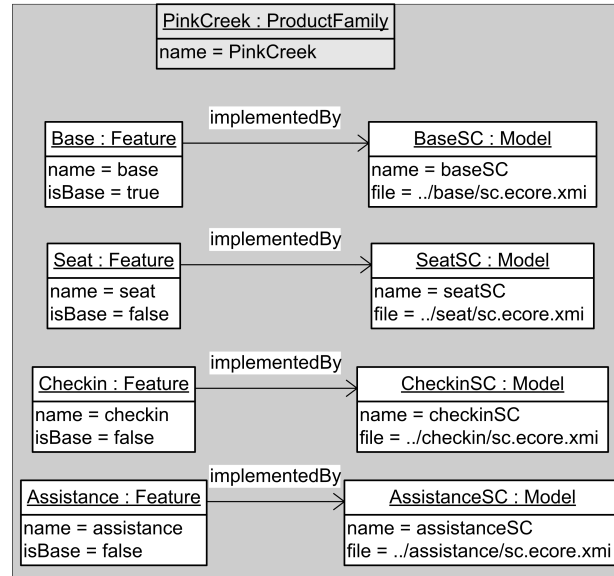 PinkCreek : ProductFamily
name = PinkCreek
implementedBy
Base : Feature
name = base
isBase = true
BaseSC : Model
name = baseSC
file = ../base/sc.ecore.xmi
implementedBy
Seat : Feature
name = seat
isBase = false
SeatSC : Model
name = seatSC
file = ../seat/sc.ecore.xmi
implementedBy
Checkin : Feature
name = checkin
isBase = false
CheckinSC : Model
name = checkinSC
file = ../checkin/sc.ecore.xmi
implementedBy
Assistance : Feature
name = assistance
isBase = false
AssistanceSC : Model
name = assistanceSC
file = ../assistance/sc.ecore.xmi